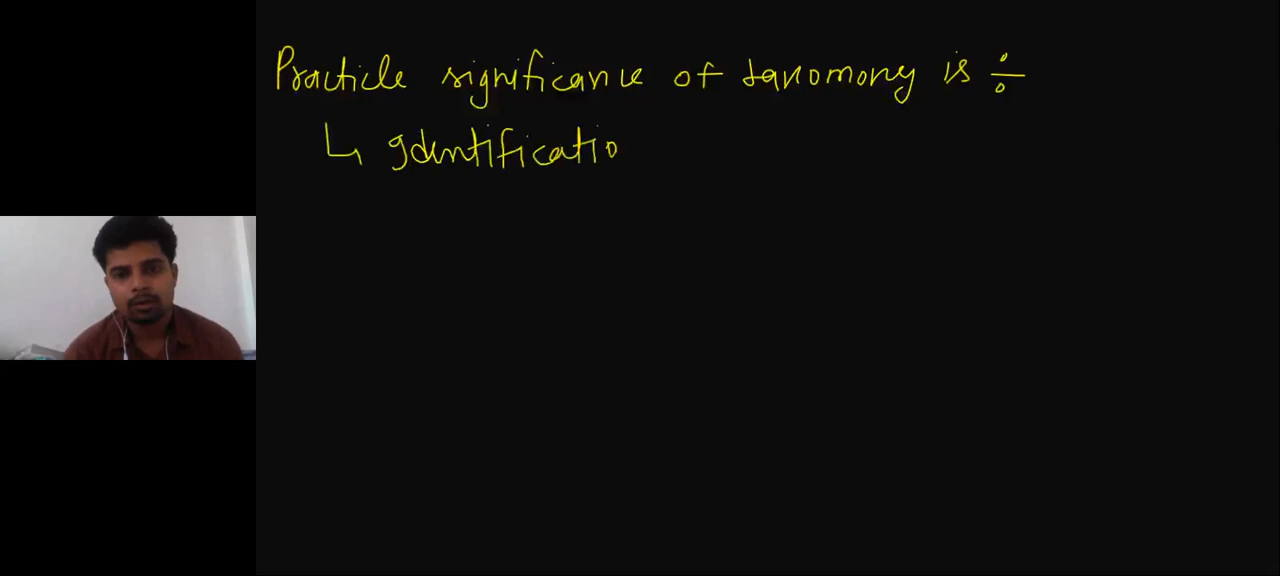 Practicle significance of taxomony is ÷
↳ Identificatio